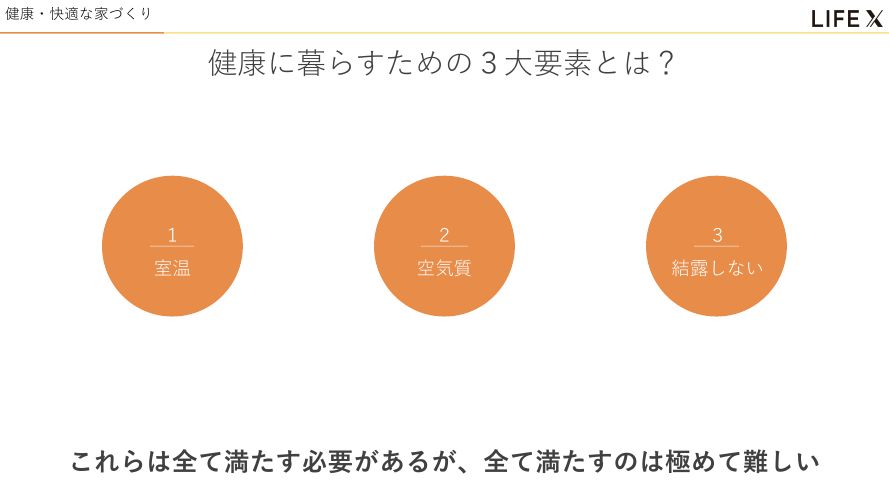 健康・快適な家づくり
LIFE X
健康に暮らすための３大要素とは？
1
室温
2
空気質
3
結露しない
これらは全て満たす必要があるが、全て満たすのは極めて難しい